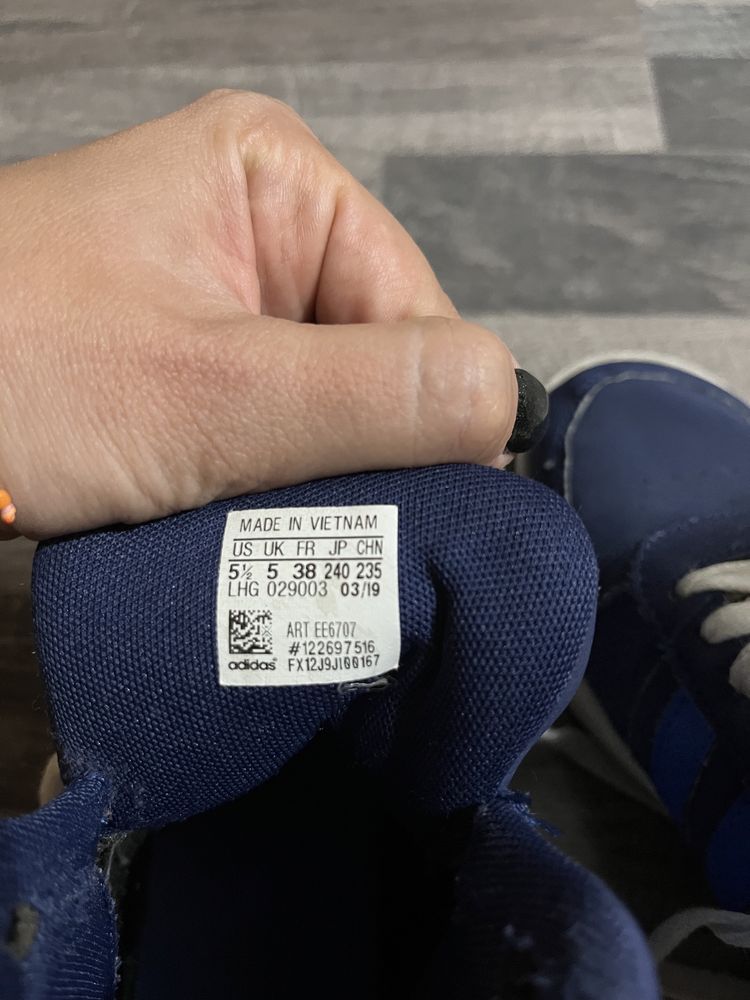 MADE IN VIETNAM
US UK FR JP CHN
5½ 5 38 240 235
LHG 029003 03/19
ART EE6707
#122697516
adidas FX12J9JI00167